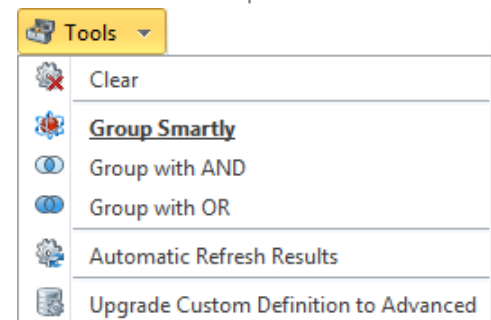 Tools
Clear
Group Smartly
Group with AND
Group with OR
Automatic Refresh Results
Upgrade Custom Definition to Advanced